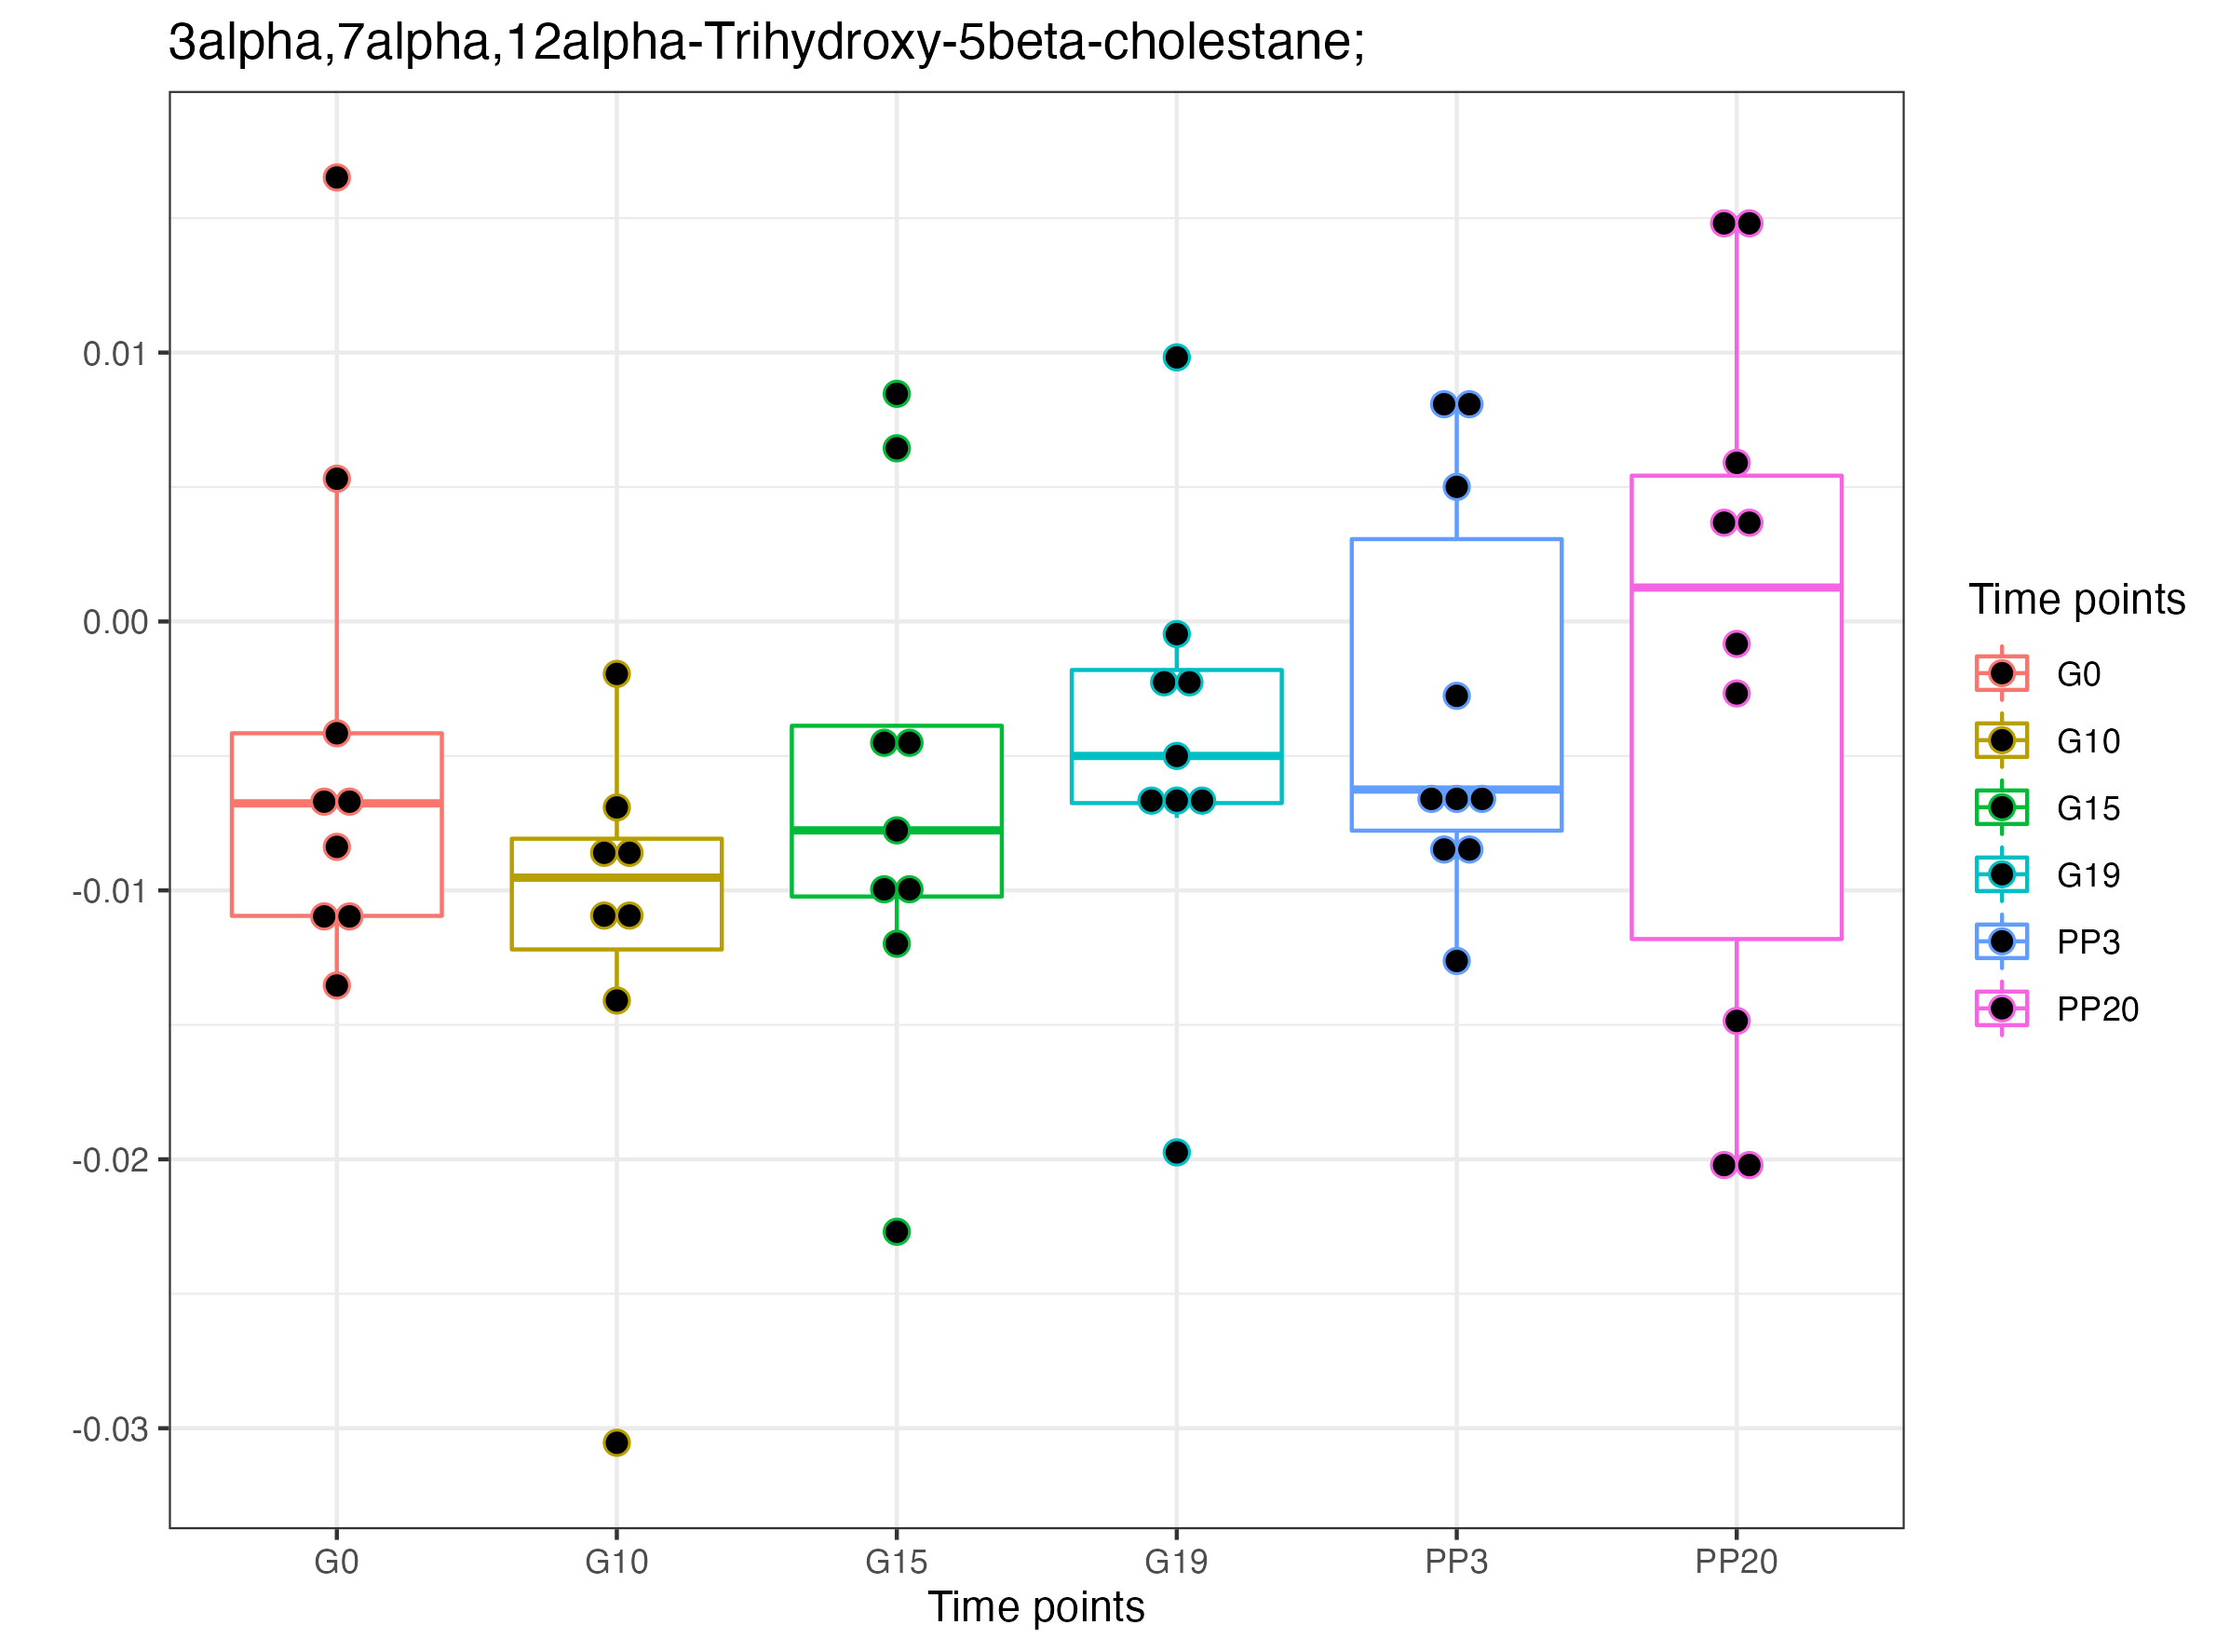 3alpha,7alpha,12alpha-Trihydroxy-5beta-cholestane;
0.01
0.00
-0.01
-0.02
-0.03
G0 G10 G15 G19 PP3 PP20
Time points
Time points
G0
G10
G15
G19
PP3
PP20